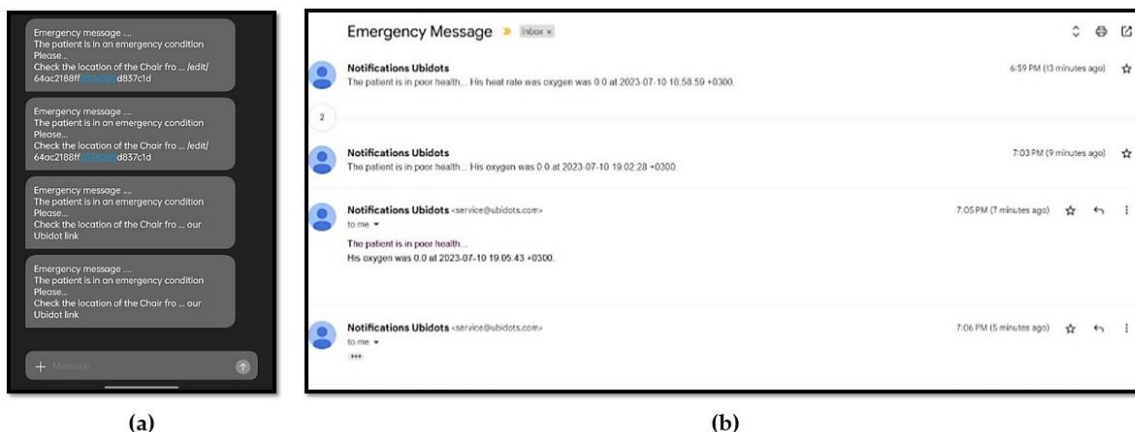 Emergency message ....
The patient is in an emergency condition
Please...
Check the location of the Chair fro ... /edit/
64ac2188ff d837c1d
Emergency message ....
The patient is in an emergency condition
Please...
Check the location of the Chair fro ... /edit/
64ac2188ff d837c1d
Emergency message ....
The patient is in an emergency condition
Please...
Check the location of the Chair fro ... our
Ubidot link
Emergency message ....
The patient is in an emergency condition
Please...
Check the location of the Chair fro ... our
Ubidot link
Message
(a)
Emergency Message Inbox ×
Notifications Ubidots 6:59 PM (13 minutes ago)
The patient is in poor health... His heat rate was oxygen was 0.0 at 2023-07-10 18:58:59 +0300.
2
Notifications Ubidots 7:03 PM (9 minutes ago)
The patient is in poor health... His oxygen was 0.0 at 2023-07-10 19:02:28 +0300.
Notifications Ubidots <service@ubidots.com> 7:05 PM (7 minutes ago)
to me
The patient is in poor health...
His oxygen was 0.0 at 2023-07-10 19:05:43 +0300.
Notifications Ubidots <service@ubidots.com> 7:06 PM (5 minutes ago)
to me
•••
(b)